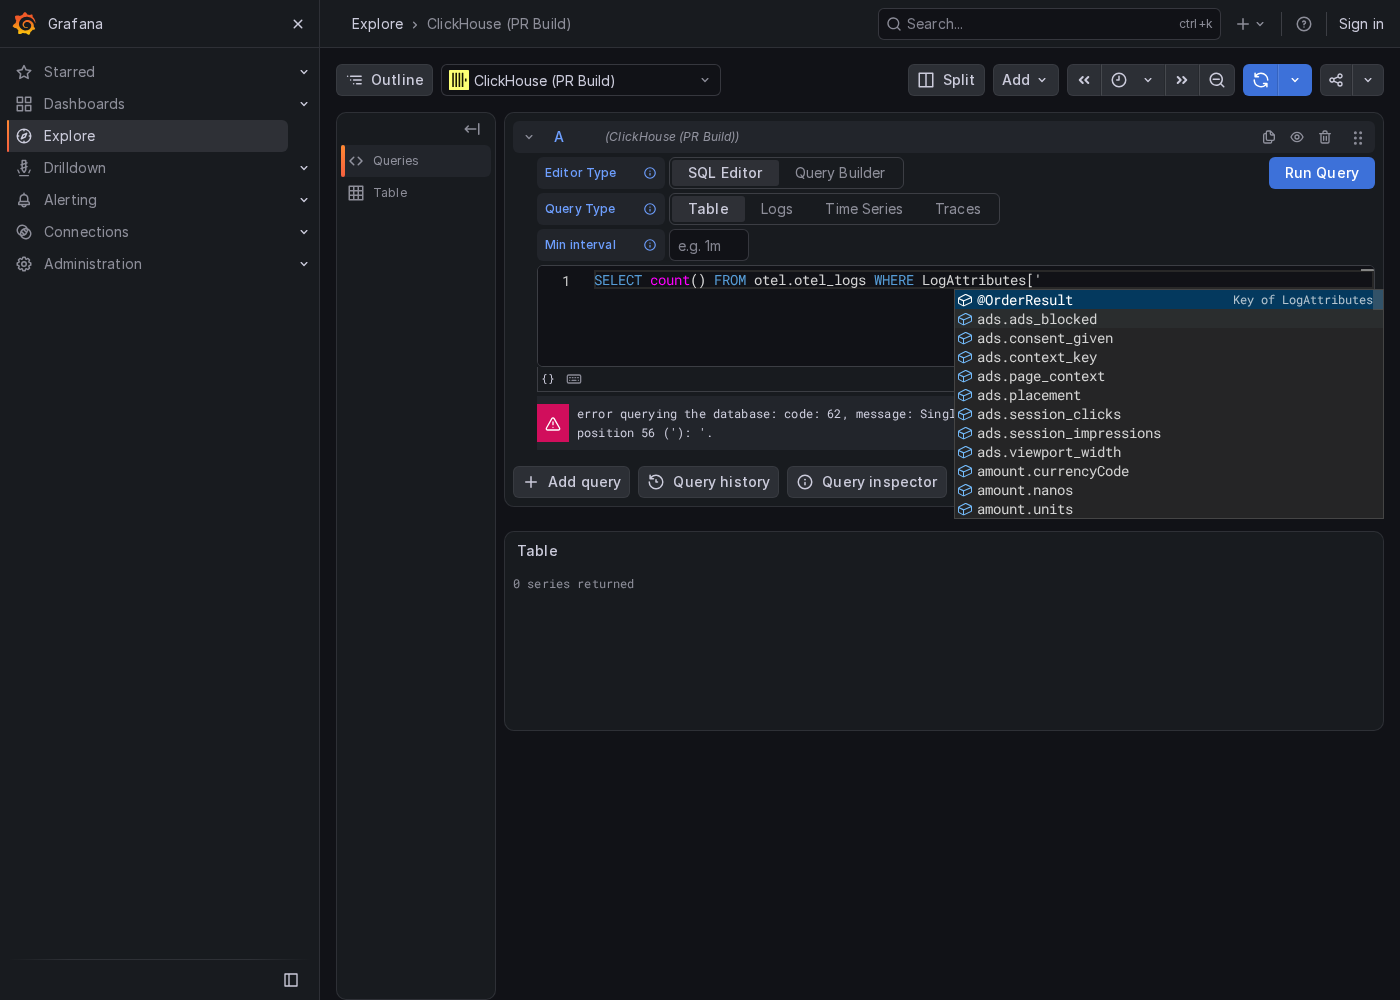 Grafana
Explore › ClickHouse (PR Build)
Search...
ctrl+k
Sign in
Starred
Dashboards
Explore
Drilldown
Alerting
Connections
Administration
Outline
ClickHouse (PR Build)
Split
Add
Queries
Table
A
(ClickHouse (PR Build))
Editor Type
SQL Editor
Query Builder
Run Query
Query Type
Table
Logs
Time Series
Traces
Min interval
e.g. 1m
1
SELECT count() FROM otel.otel_logs WHERE LogAttributes['
@OrderResult
Key of LogAttributes
ads.ads_blocked
ads.consent_given
ads.context_key
ads.page_context
ads.placement
ads.session_clicks
ads.session_impressions
ads.viewport_width
amount.currencyCode
amount.nanos
amount.units
{}
error querying the database: code: 62, message: Singl
position 56 ('): '.
Add query
Query history
Query inspector
Table
0 series returned